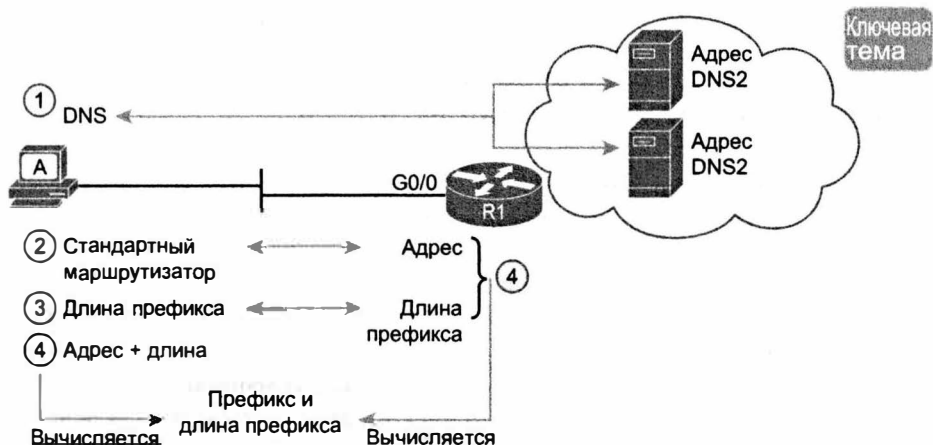 Ключевая
тема
Адрес
DNS2
1 DNS
Адрес
DNS2
A
G0/0
R1
2 Стандартный
маршрутизатор
Адрес
4
3 Длина префикса
Длина
префикса
4 Адрес + длина
Префикс и
длина префикса
Вычисляется
Вычисляется